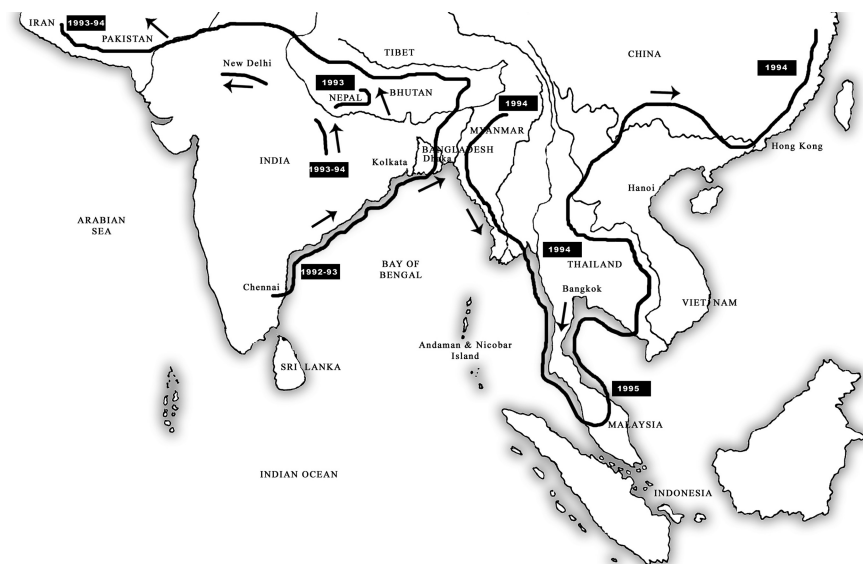 IRAN
1993-94
PAKISTAN
TIBET
CHINA
New Delhi
1994
1993
NEPAL
BHUTAN
1994
MYANMAR
BANGLADESH
Dhaka
Kolkata
INDIA
1993-94
Hong Kong
Hanoi
ARABIAN
SEA
1994
THAILAND
BAY OF
BENGAL
1992-93
Chennai
Bangkok
VIETNAM
Andaman & Nicobar
Island
SRI LANKA
1995
MALAYSIA
INDIAN OCEAN
INDONESIA